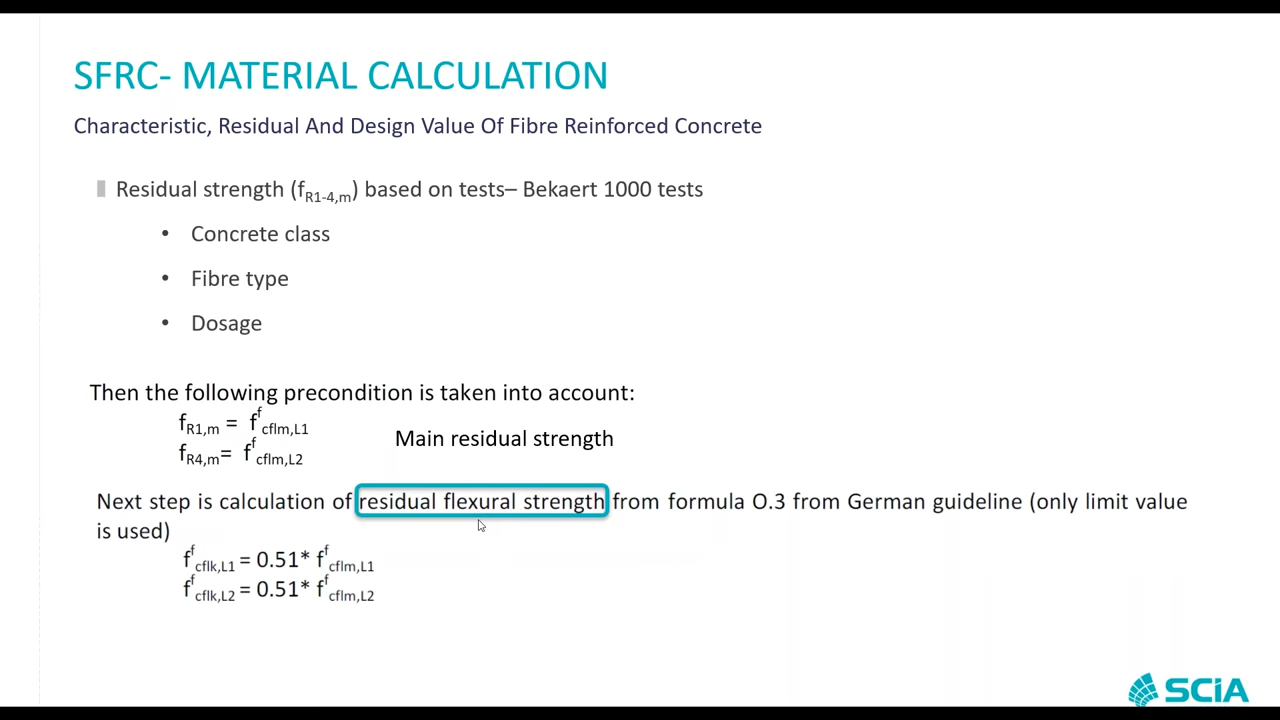 SFRC- MATERIAL CALCULATION
Characteristic, Residual And Design Value Of Fibre Reinforced Concrete
Residual strength (fR1-4,m) based on tests– Bekaert 1000 tests
• Concrete class
• Fibre type
• Dosage
Then the following precondition is taken into account:
fR1,m = ffcflm,L1
fR4,m= ffcflm,L2
Main residual strength
Next step is calculation of residual flexural strength from formula O.3 from German guideline (only limit value
is used)
ffcflk,L1 = 0.51* ffcflm,L1
ffcflk,L2 = 0.51* ffcflm,L2
SCiA